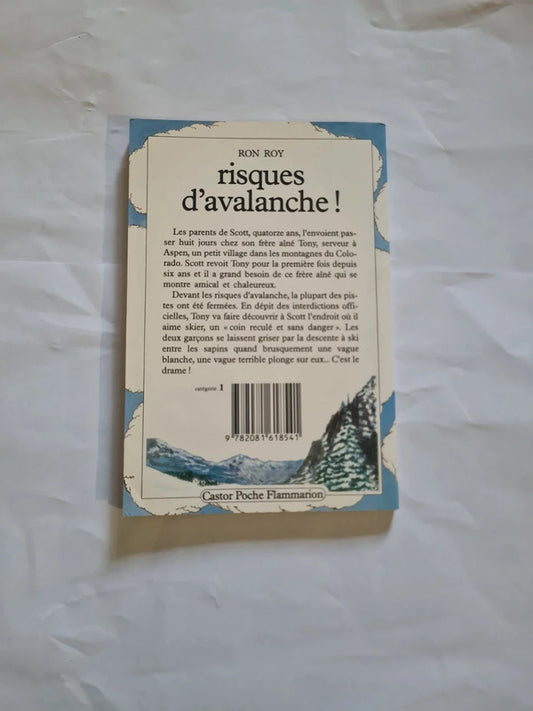 RON ROY
risques
d'avalanche !
Les parents de Scott, quatorze ans, l'envoient pas-
ser huit jours chez son frère aîné Tony, serveur à
Aspen, un petit village dans les montagnes du Colo-
rado. Scott revoit Tony pour la première fois depuis
six ans et il a grand besoin de ce frère aîné qui se
montre amical et chaleureux.
Devant les risques d'avalanche, la plupart des pis-
tes ont été fermées. En dépit des interdictions offi-
cielles, Tony va faire découvrir à Scott l'endroit où il
aime skier, un « coin reculé et sans danger ». Les
deux garçons se laissent griser par la descente à ski
entre les sapins quand brusquement une vague
blanche, une vague terrible plonge sur eux... C'est le
drame !
catégorie 1
9 782081 618541
Castor Poche Flammarion